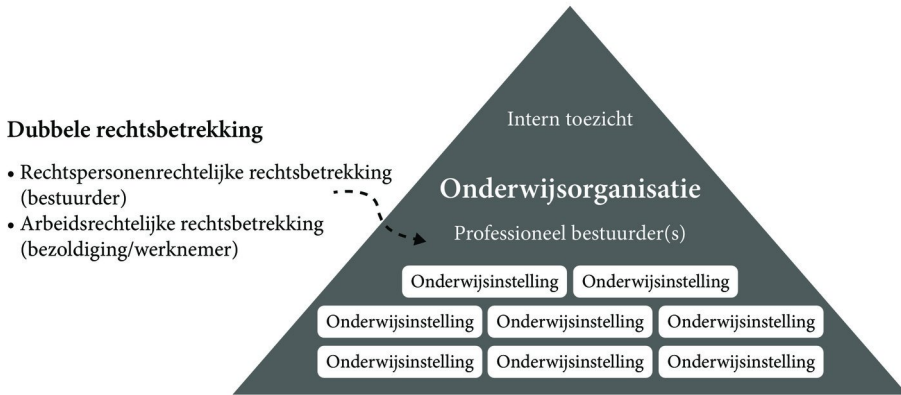 Dubbele rechtsbetrekking
• Rechtspersonenrechtelijke rechtsbetrekking
(bestuurder)
• Arbeidsrechtelijke rechtsbetrekking
(bezoldiging/werknemer)
Intern toezicht
Onderwijsorganisatie
Professioneel bestuurder(s)
Onderwijsinstelling Onderwijsinstelling
Onderwijsinstelling Onderwijsinstelling Onderwijsinstelling
Onderwijsinstelling Onderwijsinstelling Onderwijsinstelling